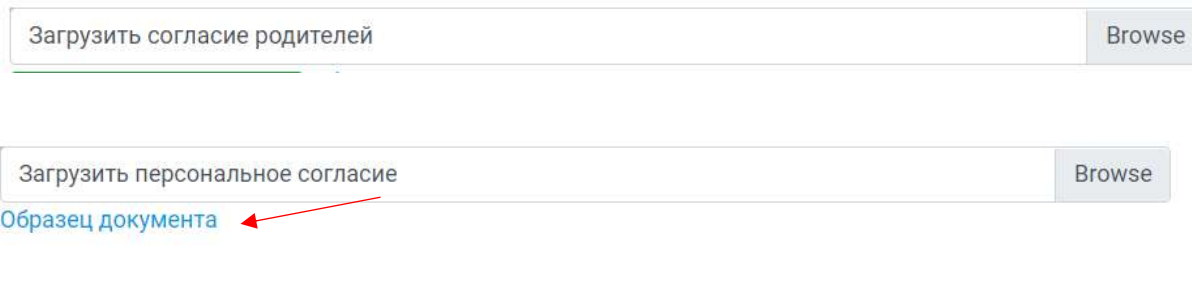 Загрузить согласие родителей Browse
Загрузить персональное согласие Browse
Образец документа